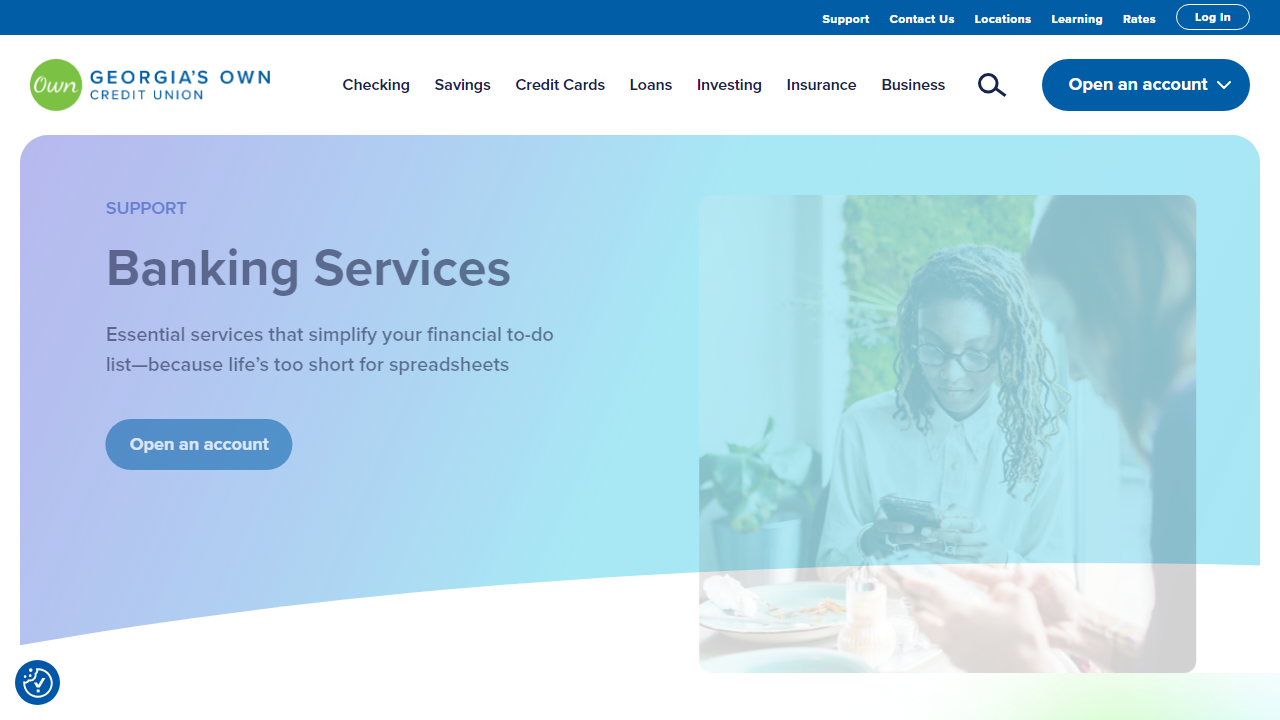 Support Contact Us Locations Learning Rates Log In
Own GEORGIA'S OWN
CREDIT UNION
Checking Savings Credit Cards Loans Investing Insurance Business
Open an account
SUPPORT
Banking Services
Essential services that simplify your financial to-do
list—because life’s too short for spreadsheets
Open an account